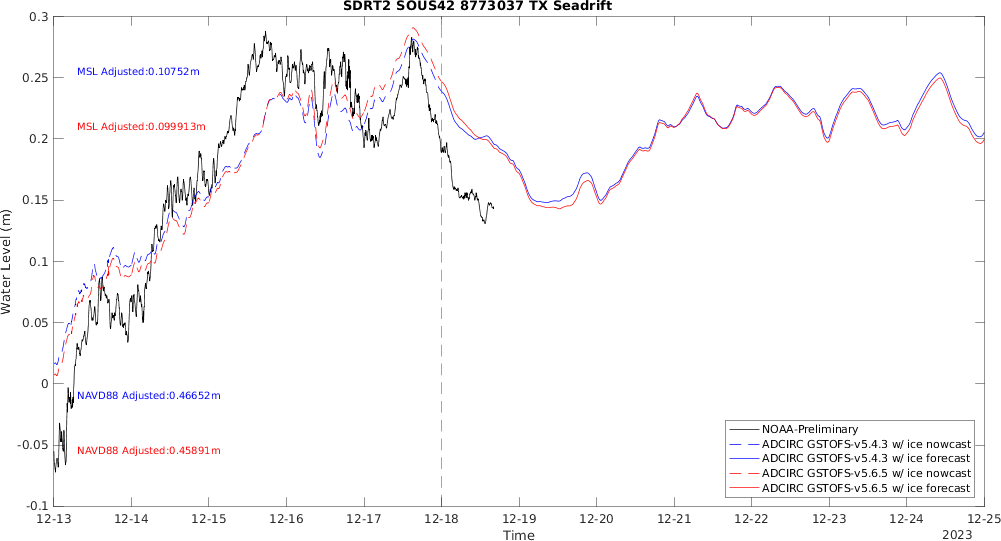 SDRT2 SOUS42 8773037 TX Seadrift
0.3
0.25
0.2
0.15
0.1
0.05
0
-0.05
-0.1
Water Level (m)
MSL Adjusted:0.10752m
MSL Adjusted:0.099913m
NAVD88 Adjusted:0.46652m
NAVD88 Adjusted:0.45891m
NOAA-Preliminary
ADCIRC GSTOFS-v5.4.3 w/ ice nowcast
ADCIRC GSTOFS-v5.4.3 w/ ice forecast
ADCIRC GSTOFS-v5.6.5 w/ ice nowcast
ADCIRC GSTOFS-v5.6.5 w/ ice forecast
12-13 12-14 12-15 12-16 12-17 12-18 12-19 12-20 12-21 12-22 12-23 12-24 12-25
Time
2023